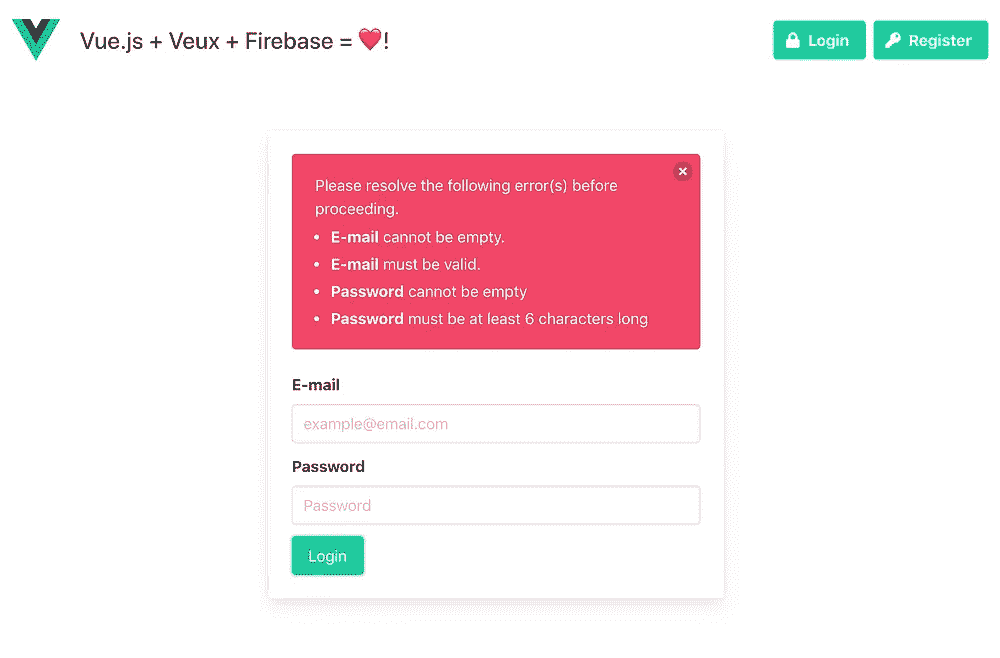 Vue.js + Veux + Firebase = ❤️!
Login
Register
Please resolve the following error(s) before
proceeding.
• E-mail cannot be empty.
• E-mail must be valid.
• Password cannot be empty
• Password must be at least 6 characters long
E-mail
example@email.com
Password
Password
Login